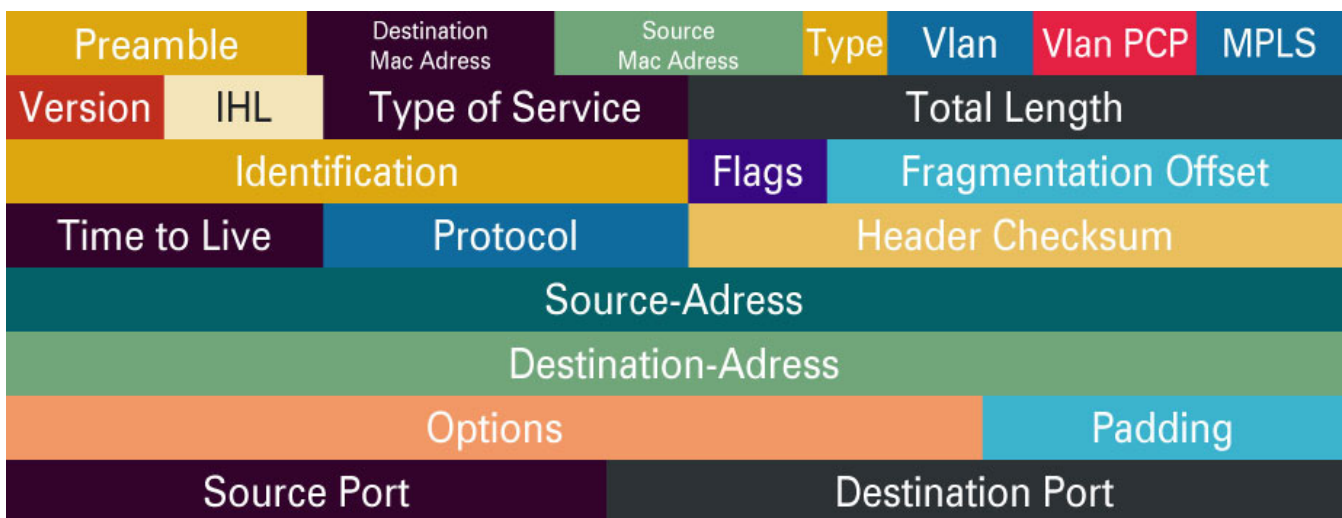 Preamble Destination Mac Adress Source Mac Adress Type Vlan Vlan PCP MPLS
Version IHL Type of Service Total Length
Identification Flags Fragmentation Offset
Time to Live Protocol Header Checksum
Source-Adress
Destination-Adress
Options Padding
Source Port Destination Port